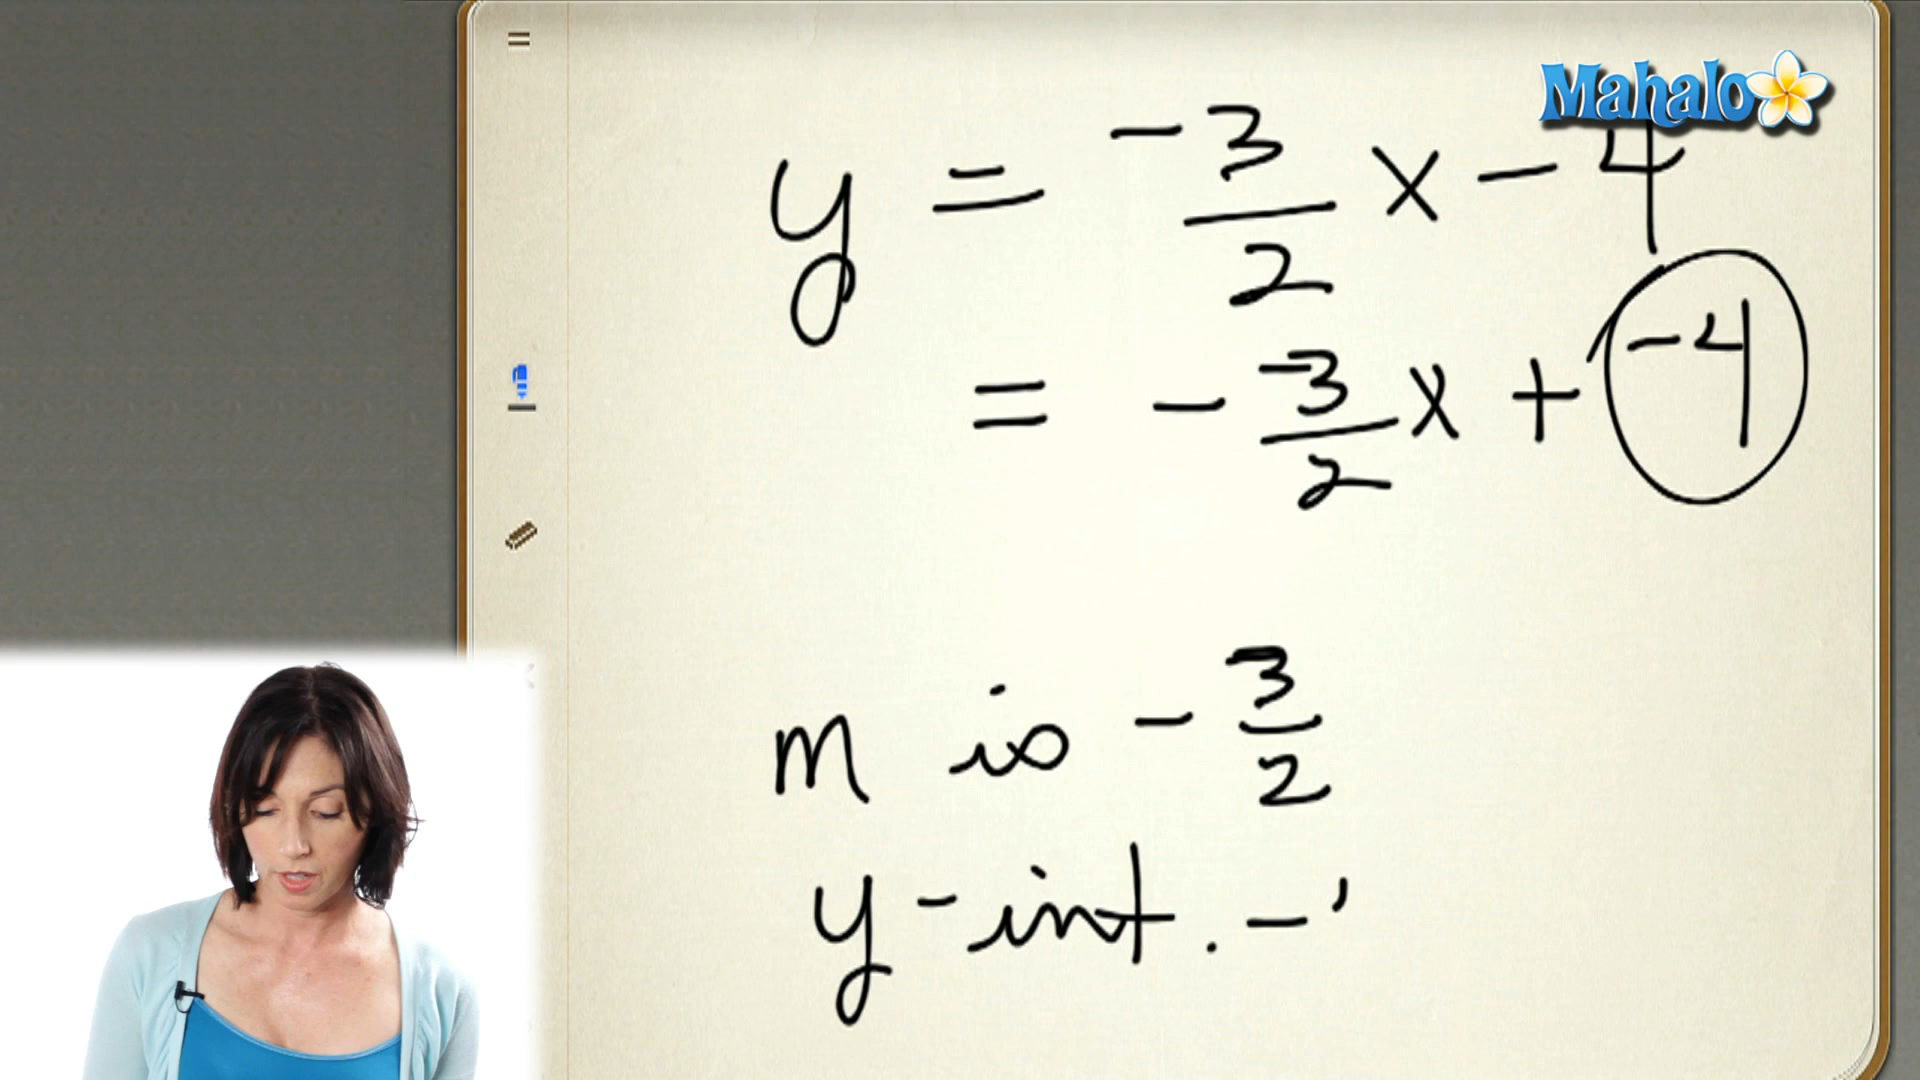 Mahalo
y = -3/2 x - 4
= - -3/2 x + -4
m is - 3/2
y-int. -